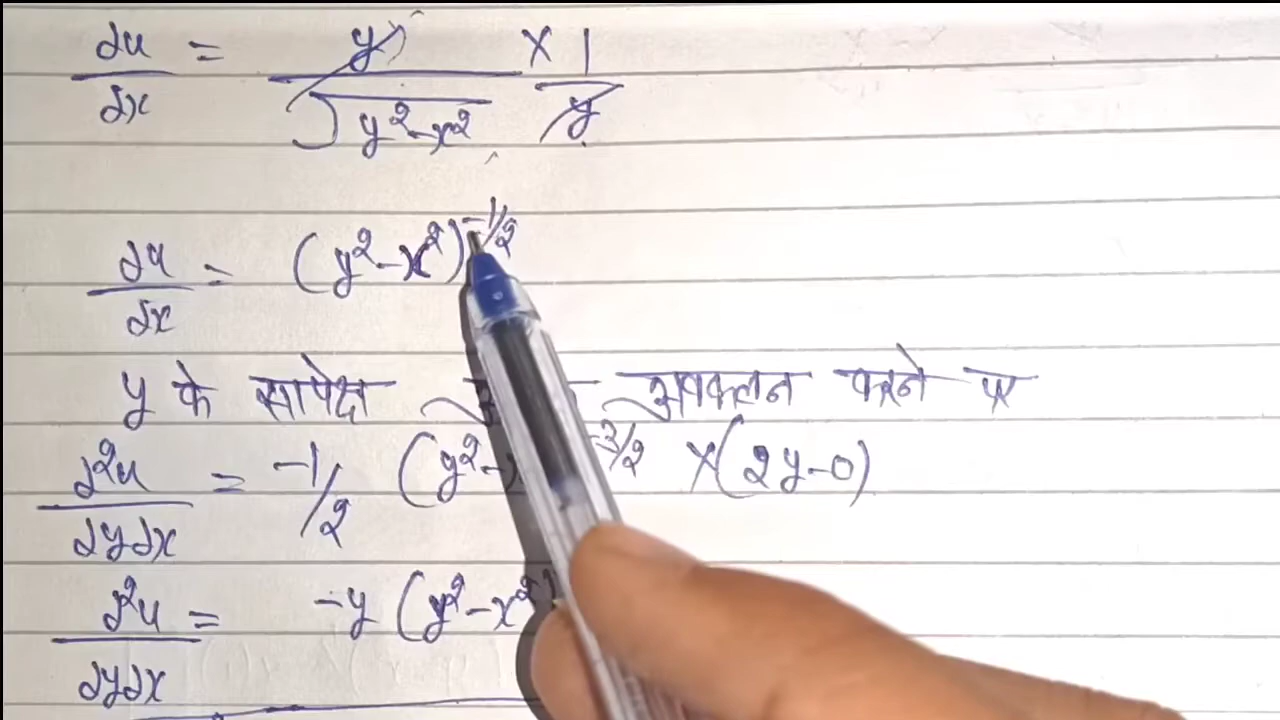 ∂u/∂x = y/√(y²-x²) × 1/y
∂u/∂x = (y²-x²)^-1/2
y के सापेक्ष अवकलन करने पर
∂²u/∂y∂x = -1/2 (y²- -3/2 ×(2y-0)
∂²u/∂y∂x = -y (y²-x²)